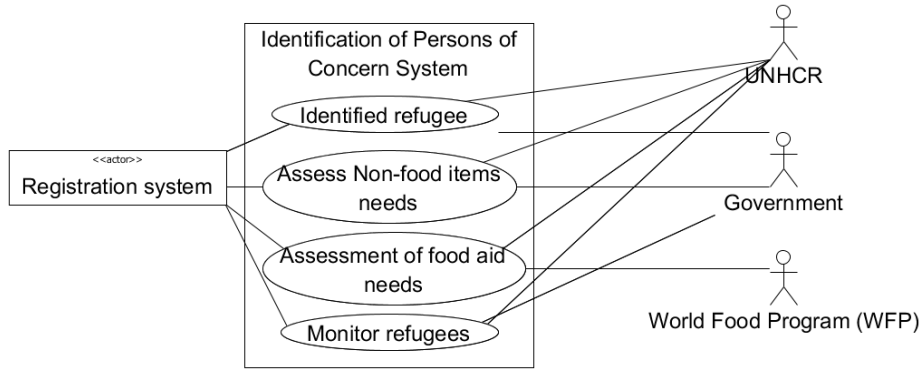 Identification of Persons of
Concern System
UNHCR
Identified refugee
<<actor>>
Registration system
Assess Non-food items
needs
Government
Assessment of food aid
needs
World Food Program (WFP)
Monitor refugees